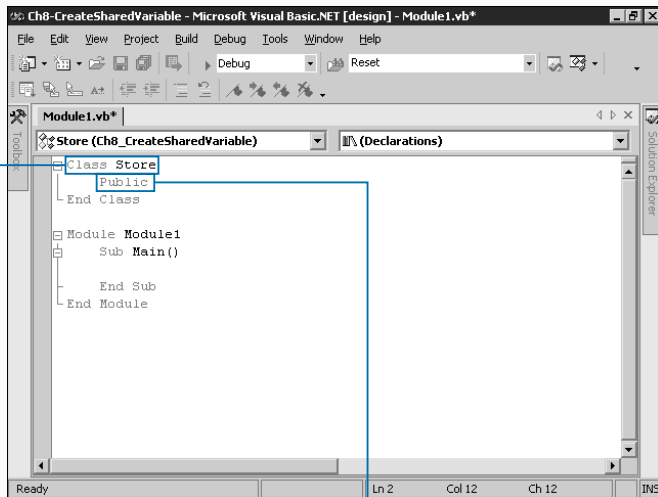 Ch8-CreateSharedVariable - Microsoft Visual Basic.NET [design] - Module1.vb*
File Edit View Project Build Debug Tools Window Help
Debug Reset
Module1.vb*
Store (Ch8_CreateSharedVariable) (Declarations)
Toolbox
Solution Explorer
Class Store
Public
End Class
Module Module1
Sub Main()
End Sub
End Module
Ready Ln 2 Col 12 Ch 12 INS